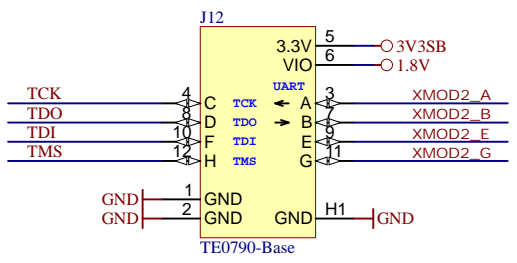 J12
3.3V 5 3V3SB
VIO 6 1.8V
UART
TCK 4 C TCK A 3 XMOD2_A
TDO 8 D TDO B 7 XMOD2_B
TDI 10 F TDI E 9 XMOD2_E
TMS 12 H TMS G 11 XMOD2_G
GND 1 GND
GND 2 GND GND H1 GND
TE0790-Base